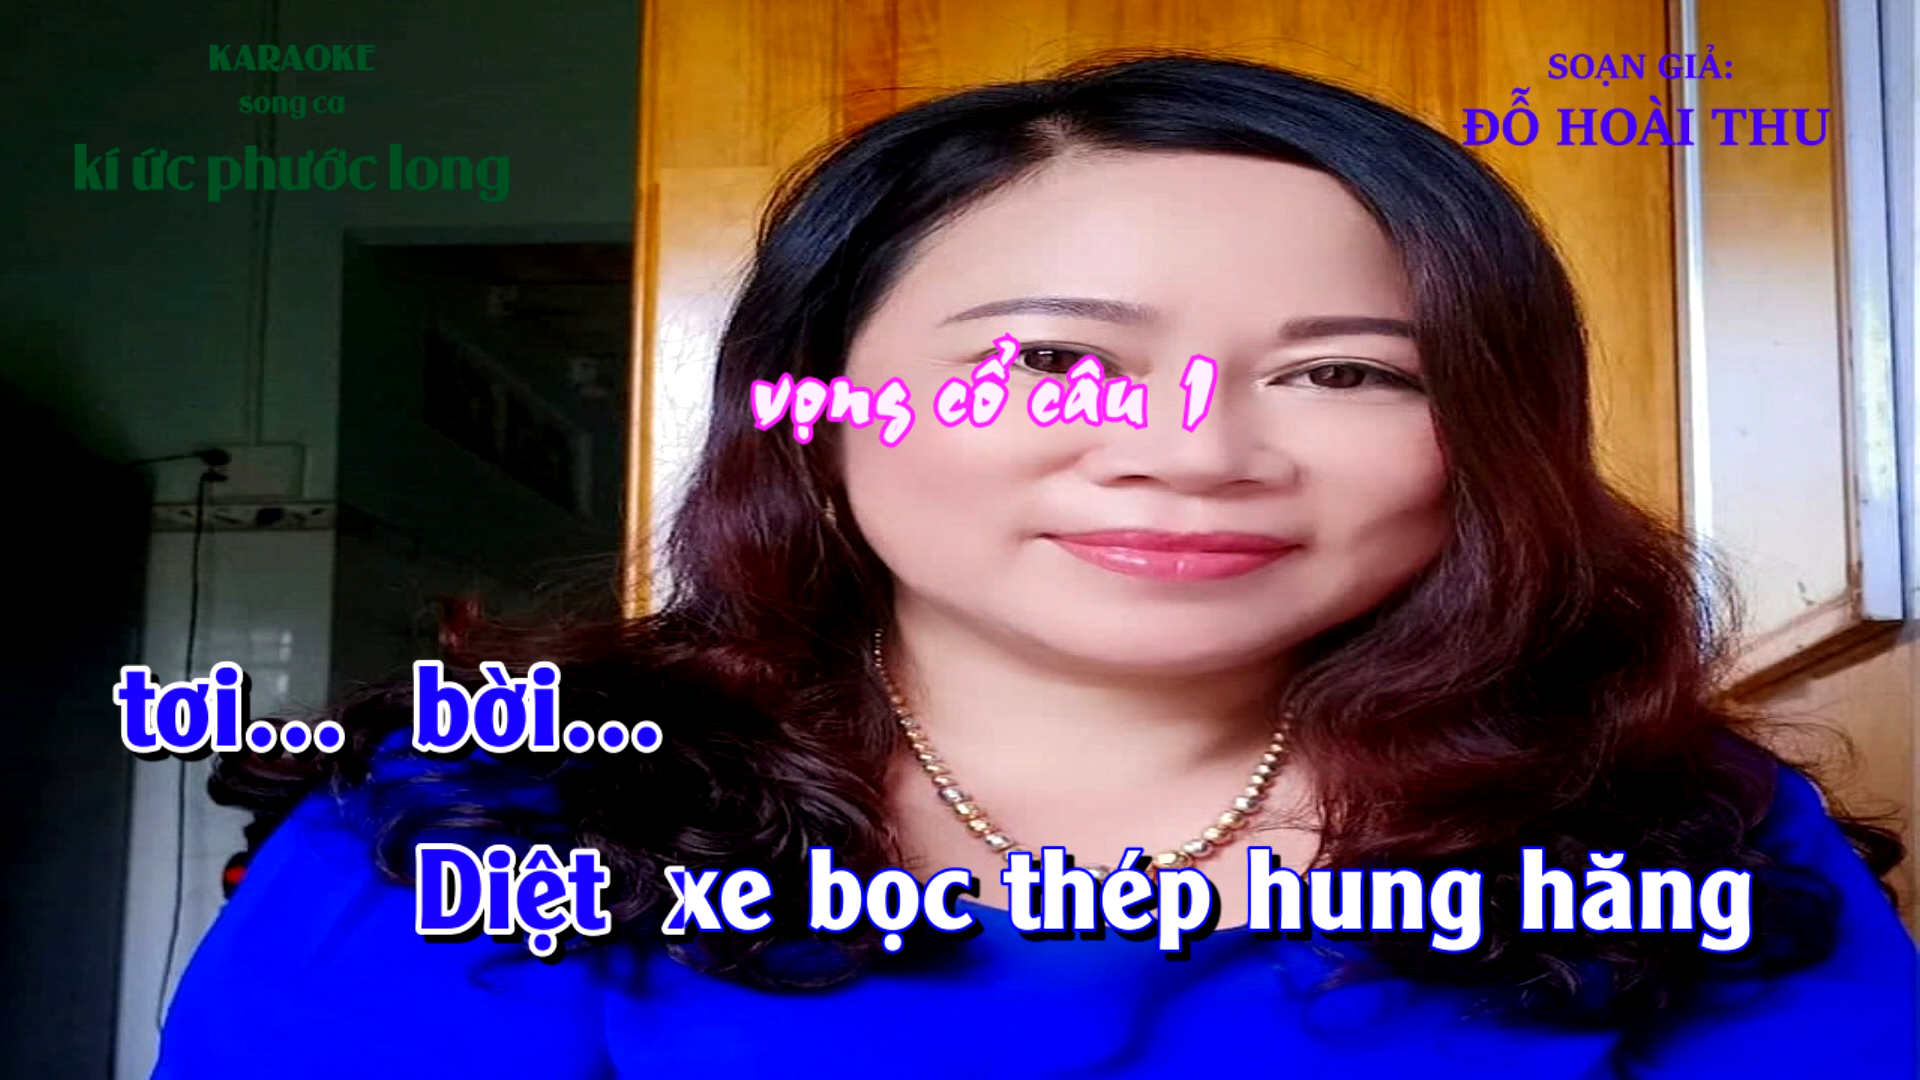 KARAOKE
song ca
kí ức phước long
SOẠN GIẢ:
ĐỖ HOÀI THU
vọng cổ câu 1
tơi... bời...
Diệt xe bọc thép hung hăng